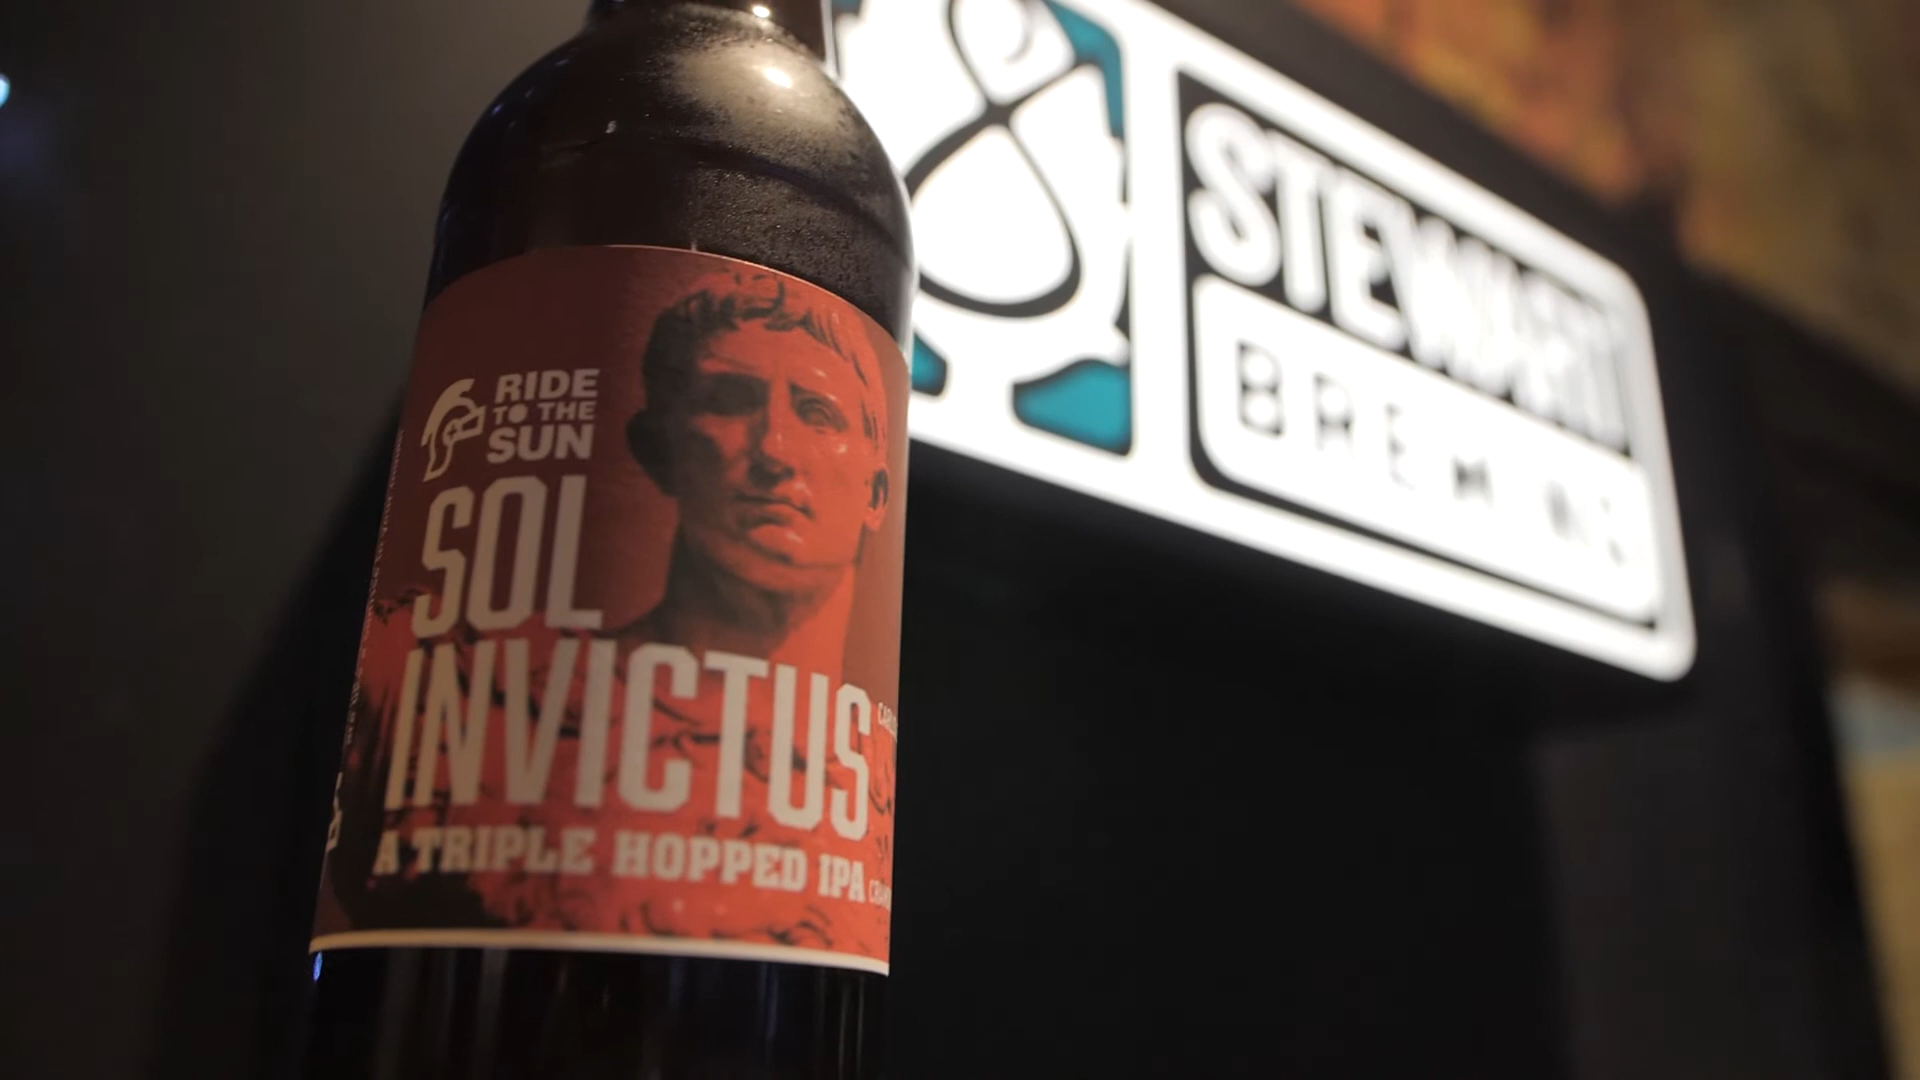 RIDE
TO THE
SUN
SOL
INVICTUS
A TRIPLE HOPPED IPA
STEWART
BREWING